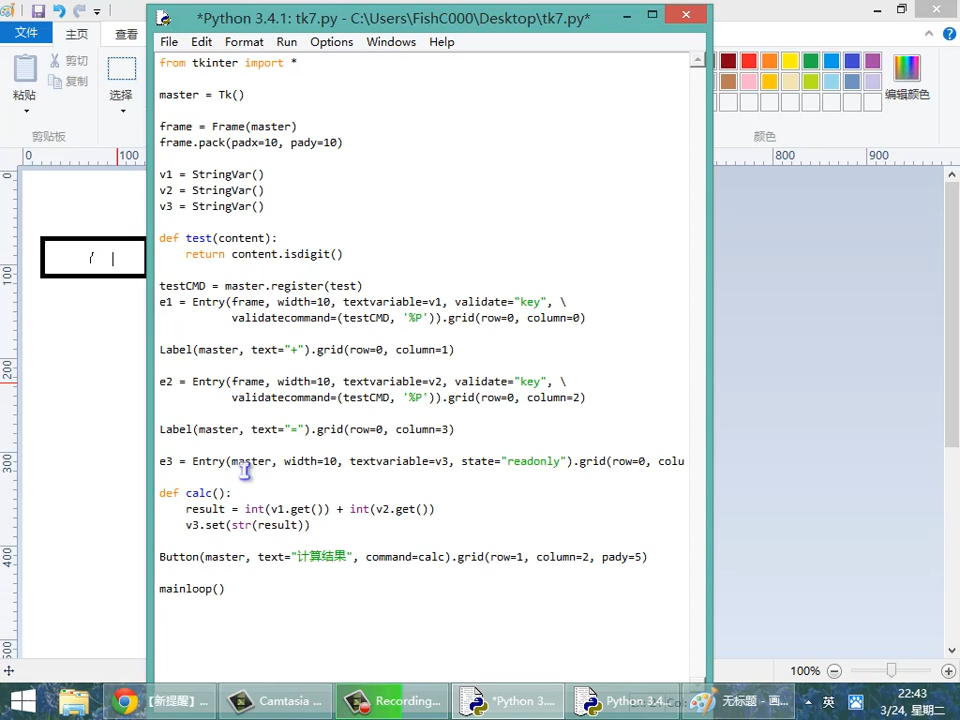 *Python 3.4.1: tk7.py - C:\Users\FishC000\Desktop\tk7.py*
文件
主页
查看
File Edit Format Run Options Windows Help
粘贴
剪切
复制
选择
剪贴板
编辑颜色
颜色
0 100 800 900
0
100
200
300
400
500
from tkinter import *
master = Tk()
frame = Frame(master)
frame.pack(padx=10, pady=10)
v1 = StringVar()
v2 = StringVar()
v3 = StringVar()
def test(content):
    return content.isdigit()
testCMD = master.register(test)
e1 = Entry(frame, width=10, textvariable=v1, validate="key", \
           validatecommand=(testCMD, '%P')).grid(row=0, column=0)
Label(master, text="+").grid(row=0, column=1)
e2 = Entry(frame, width=10, textvariable=v2, validate="key", \
           validatecommand=(testCMD, '%P')).grid(row=0, column=2)
Label(master, text="=").grid(row=0, column=3)
e3 = Entry(master, width=10, textvariable=v3, state="readonly").grid(row=0, colu
def calc():
    result = int(v1.get()) + int(v2.get())
    v3.set(str(result))
Button(master, text="计算结果", command=calc).grid(row=1, column=2, pady=5)
mainloop()
100%
【新提醒】...
Camtasia ...
Recording...
*Python 3....
Python 3.4.
无标题 - 画...
英
22:43
3/24, 星期二